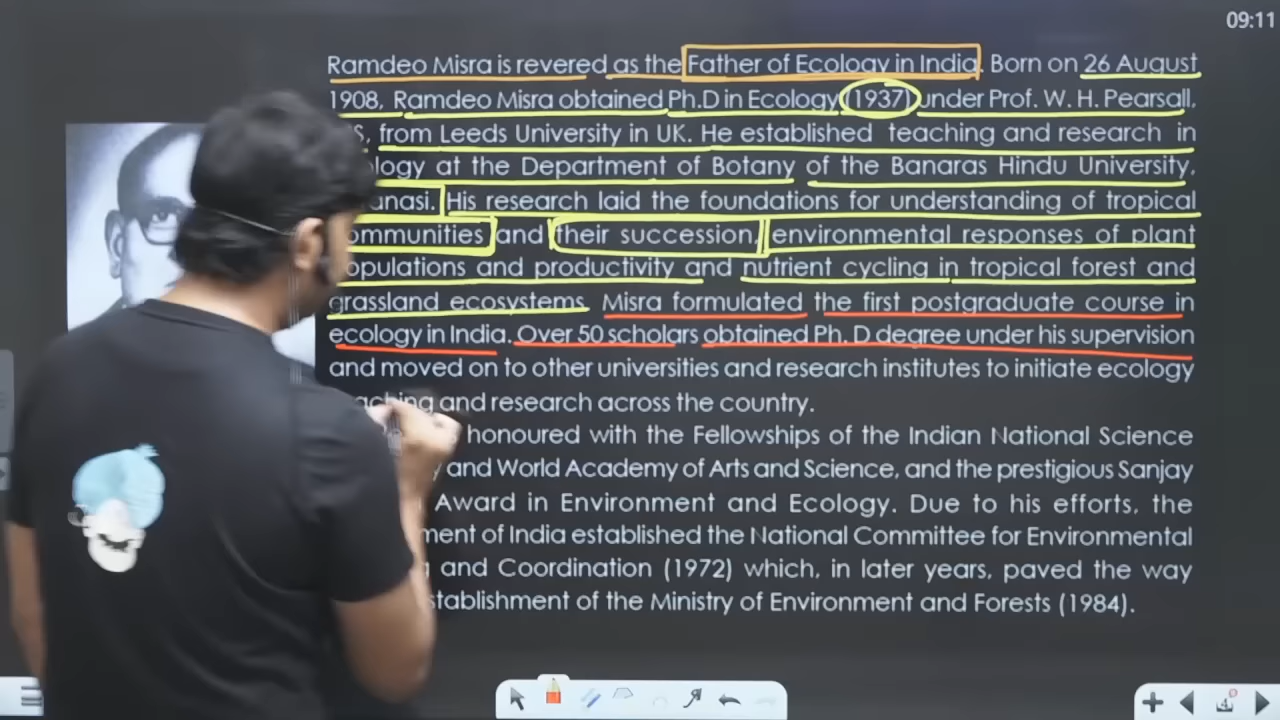 09:11
Ramdeo Misra is revered as the Father of Ecology in India. Born on 26 August
1908, Ramdeo Misra obtained Ph.D in Ecology (1937) under Prof. W. H. Pearsall,
from Leeds University in UK. He established teaching and research in
at the Department of Botany of the Banaras Hindu University,
His research laid the foundations for understanding of tropical
and their succession, environmental responses of plant
and productivity and nutrient cycling in tropical forest and
grassland ecosystems. Misra formulated the first postgraduate course in
ecology in India. Over 50 scholars obtained Ph. D degree under his supervision
and moved on to other universities and research institutes to initiate ecology
and research across the country.
honoured with the Fellowships of the Indian National Science
and World Academy of Arts and Science, and the prestigious Sanjay
Award in Environment and Ecology. Due to his efforts, the
of India established the National Committee for Environmental
and Coordination (1972) which, in later years, paved the way
of the Ministry of Environment and Forests (1984).
4